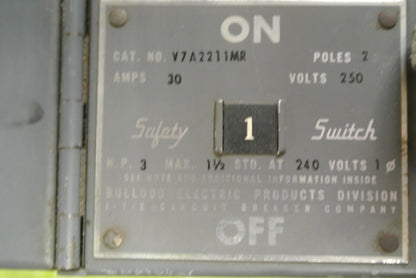 ON
CAT. NO. V7A2211MR POLES 2
AMPS 30 VOLTS 250
Safety 1 Switch
H.P. 3 MAX. 1½ STD. AT 240 VOLTS 1 ø
SEE NOTE AND ADDITIONAL INFORMATION INSIDE
BULLDOG ELECTRIC PRODUCTS DIVISION
I-T-E CIRCUIT BREAKER COMPANY
OFF